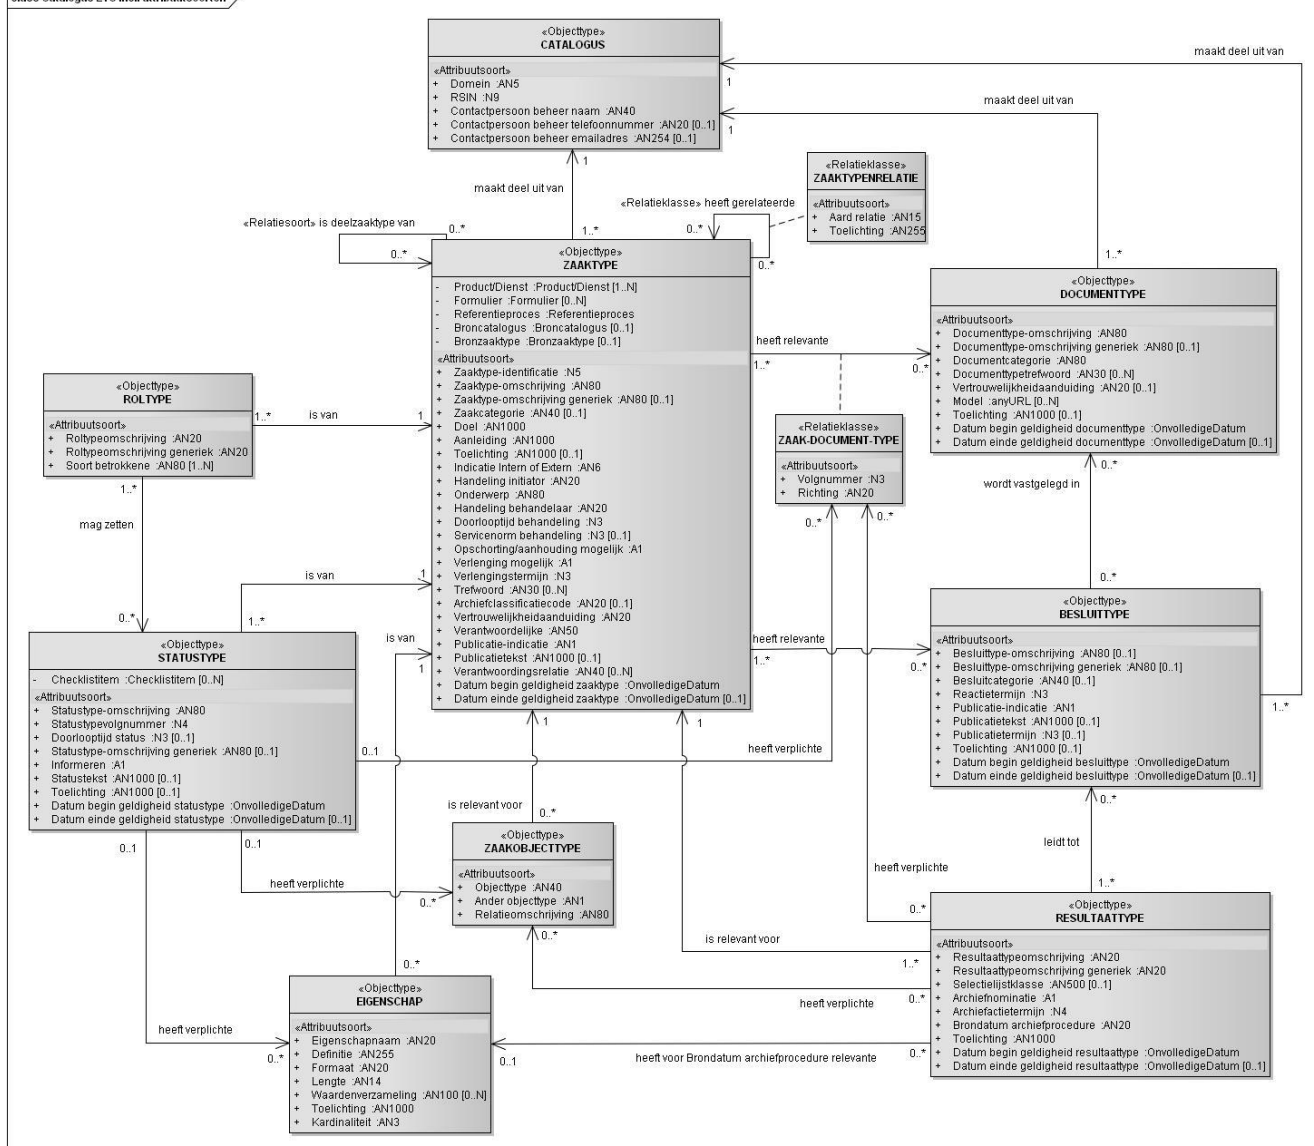 «Objecttype»
CATALOGUS
«Attribuutsoort»
+ Domein :AN5
+ RSIN :N9
+ Contactpersoon beheer naam :AN40
+ Contactpersoon beheer telefoonnummer :AN20 [0..1]
+ Contactpersoon beheer emailadres :AN254 [0..1]
maakt deel uit van
1
maakt deel uit van
1
1
maakt deel uit van
1..*
«Relatieklasse»
ZAAKTYPENRELATIE
«Attribuutsoort»
+ Aard relatie :AN15
+ Toelichting :AN255
«Relatieklasse» heeft gerelateerde
0..*
0..*
«Relatiesoort» is deelzaaktype van
0..*
0..*
«Objecttype»
ZAAKTYPE
- Product/Dienst :Product/Dienst [1..N]
- Formulier :Formulier [0..N]
- Referentieproces :Referentieproces
- Broncatalogus :Broncatalogus [0..1]
- Bronzaaktype :Bronzaaktype [0..1]
«Attribuutsoort»
+ Zaaktype-identificatie :N5
+ Zaaktype-omschrijving :AN80
+ Zaaktype-omschrijving generiek :AN80 [0..1]
+ Zaakcategorie :AN40 [0..1]
+ Doel :AN1000
+ Aanleiding :AN1000
+ Toelichting :AN1000 [0..1]
+ Indicatie Intern of Extern :AN6
+ Handeling initiator :AN20
+ Onderwerp :AN80
+ Handeling behandelaar :AN20
+ Doorlooptijd behandeling :N3
+ Servicenorm behandeling :N3 [0..1]
+ Opschorting/aanhouding mogelijk :A1
+ Verlenging mogelijk :A1
+ Verlengingstermijn :N3
+ Trefwoord :AN30 [0..N]
+ Archiefclassificatiecode :AN20 [0..1]
+ Vertrouwelijkheidaanduiding :AN20
+ Verantwoordelijke :AN50
+ Publicatie-indicatie :AN1
+ Publicatietekst :AN1000 [0..1]
+ Verantwoordingsrelatie :AN40 [0..N]
+ Datum begin geldigheid zaaktype :OnvolledigeDatum
+ Datum einde geldigheid zaaktype :OnvolledigeDatum [0..1]
1..*
«Objecttype»
DOCUMENTTYPE
«Attribuutsoort»
+ Documenttype-omschrijving :AN80
+ Documenttype-omschrijving generiek :AN80 [0..1]
+ Documentcategorie :AN80
+ Documenttypetrefwoord :AN30 [0..N]
+ Vertrouwelijkheidaanduiding :AN20 [0..1]
+ Model :anyURL [0..N]
+ Toelichting :AN1000 [0..1]
+ Datum begin geldigheid documenttype :OnvolledigeDatum
+ Datum einde geldigheid documenttype :OnvolledigeDatum [0..1]
heeft relevante
1..*
0..*
«Objecttype»
ROLTYPE
«Attribuutsoort»
+ Roltypeomschrijving :AN20
+ Roltypeomschrijving generiek :AN20
+ Soort betrokkene :AN80 [1..N]
1..*
is van
1
«Relatieklasse»
ZAAK-DOCUMENT-TYPE
«Attribuutsoort»
+ Volgnummer :N3
+ Richting :AN20
0..*
0..*
0..*
wordt vastgelegd in
0..*
1..*
mag zetten
0..*
is van
1
1..*
«Objecttype»
STATUSTYPE
- Checklistitem :Checklistitem [0..N]
«Attribuutsoort»
+ Statustype-omschrijving :AN80
+ Statustypevolgnummer :N4
+ Doorlooptijd status :N3 [0..1]
+ Statustype-omschrijving generiek :AN80 [0..1]
+ Informeren :A1
+ Statustekst :AN1000 [0..1]
+ Toelichting :AN1000 [0..1]
+ Datum begin geldigheid statustype :OnvolledigeDatum
+ Datum einde geldigheid statustype :OnvolledigeDatum [0..1]
is van
1
heeft relevante
1..*
0..*
«Objecttype»
BESLUITTYPE
«Attribuutsoort»
+ Besluittype-omschrijving :AN80 [0..1]
+ Besluittype-omschrijving generiek :AN80 [0..1]
+ Besluitcategorie :AN40 [0..1]
+ Reactietermijn :N3
+ Publicatie-indicatie :AN1
+ Publicatietekst :AN1000 [0..1]
+ Publicatietermijn :N3 [0..1]
+ Toelichting :AN1000 [0..1]
+ Datum begin geldigheid besluittype :OnvolledigeDatum
+ Datum einde geldigheid besluittype :OnvolledigeDatum [0..1]
1..*
1
1
0..1
heeft verplichte
0..*
leidt tot
1..*
is relevant voor
0..*
0..1
0..1
heeft verplichte
0..*
«Objecttype»
ZAAKOBJECTTYPE
«Attribuutsoort»
+ Objecttype :AN40
+ Ander objecttype :AN1
+ Relatieomschrijving :AN80
0..*
heeft verplichte
0..*
is relevant voor
1..*
«Objecttype»
RESULTAATTYPE
«Attribuutsoort»
+ Resultaattypeomschrijving :AN20
+ Resultaattypeomschrijving generiek :AN20
+ Selectielijstklasse :AN500 [0..1]
+ Archiefnominatie :A1
+ Archiefactietermijn :N4
+ Brondatum archiefprocedure :AN20
+ Toelichting :AN1000
+ Datum begin geldigheid resultaattype :OnvolledigeDatum
+ Datum einde geldigheid resultaattype :OnvolledigeDatum [0..1]
heeft verplichte
0..*
0..*
«Objecttype»
EIGENSCHAP
«Attribuutsoort»
+ Eigenschapnaam :AN20
+ Definitie :AN255
+ Formaat :AN20
+ Lengte :AN14
+ Waardenverzameling :AN100 [0..N]
+ Toelichting :AN1000
+ Kardinaliteit :AN3
heeft verplichte
0..*
0..1
heeft voor Brondatum archiefprocedure relevante
0..*